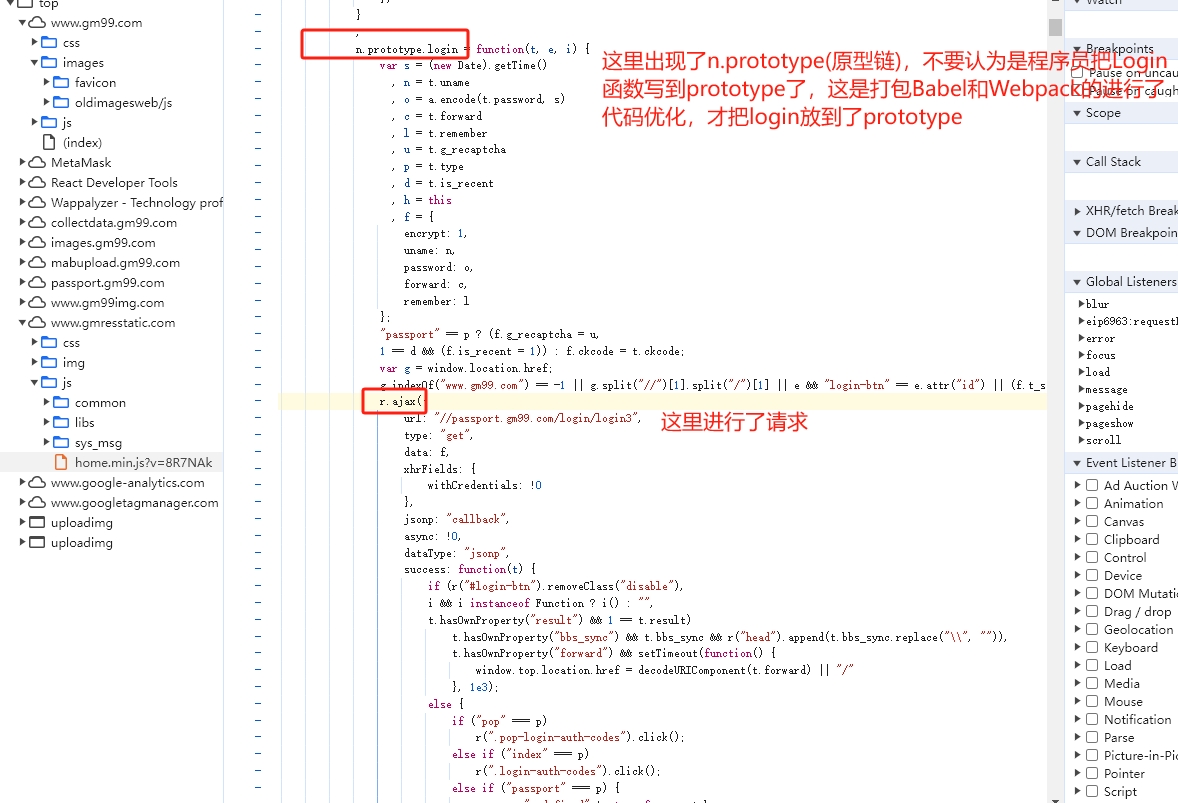 top
www.gm99.com
css
images
favicon
oldimagesweb/js
js
(index)
MetaMask
React Developer Tools
Wappalyzer - Technology prof
collectdata.gm99.com
images.gm99.com
mabupload.gm99.com
passport.gm99.com
www.gm99img.com
www.gmresstatic.com
css
img
js
common
libs
sys_msg
home.min.js?v=8R7NAk
www.google-analytics.com
www.googletagmanager.com
uploadimg
uploadimg
}
,
n.prototype.login = function(t, e, i) {
var s = (new Date).getTime()
, n = t.uname
, o = a.encode(t.password, s)
, c = t.forward
, l = t.remember
, u = t.g_recaptcha
, p = t.type
, d = t.is_recent
, h = this
, f = {
encrypt: 1,
uname: n,
password: o,
forward: c,
remember: l
};
"passport" == p ? (f.g_recaptcha = u,
1 == d && (f.is_recent = 1)) : f.ckcode = t.ckcode;
var g = window.location.href;
g.indexOf("www.gm99.com") == -1 || g.split("//")[1].split("/")[1] || e && "login-btn" == e.attr("id") || (f.t_s
r.ajax(
url: "//passport.gm99.com/login/login3",
type: "get",
data: f,
xhrFields: {
withCredentials: !0
},
jsonp: "callback",
async: !0,
dataType: "jsonp",
success: function(t) {
if (r("#login-btn").removeClass("disable"),
i && i instanceof Function ? i() : "",
t.hasOwnProperty("result") && 1 == t.result)
t.hasOwnProperty("bbs_sync") && t.bbs_sync && r("head").append(t.bbs_sync.replace("\\", "")),
t.hasOwnProperty("forward") && setTimeout(function() {
window.top.location.href = decodeURIComponent(t.forward) || "/"
}, 1e3);
else {
if ("pop" === p)
r(".pop-login-auth-codes").click();
else if ("index" === p)
r(".login-auth-codes").click();
else if ("passport" == p) {
这里出现了n.prototype(原型链)，不要认为是程序员把Login
函数写到prototype了，这是打包Babel和Webpack的进行了
代码优化，才把login放到了prototype
这里进行了请求
Watch
Breakpoints
Pause on uncau
Pause on caugh
Scope
Call Stack
XHR/fetch Break
DOM Breakpoin
Global Listeners
blur
eip6963:requestl
error
focus
load
message
pagehide
pageshow
scroll
Event Listener B
Ad Auction W
Animation
Canvas
Clipboard
Control
Device
DOM Mutatic
Drag / drop
Geolocation
Keyboard
Load
Media
Mouse
Notification
Parse
Picture-in-Pic
Pointer
Script